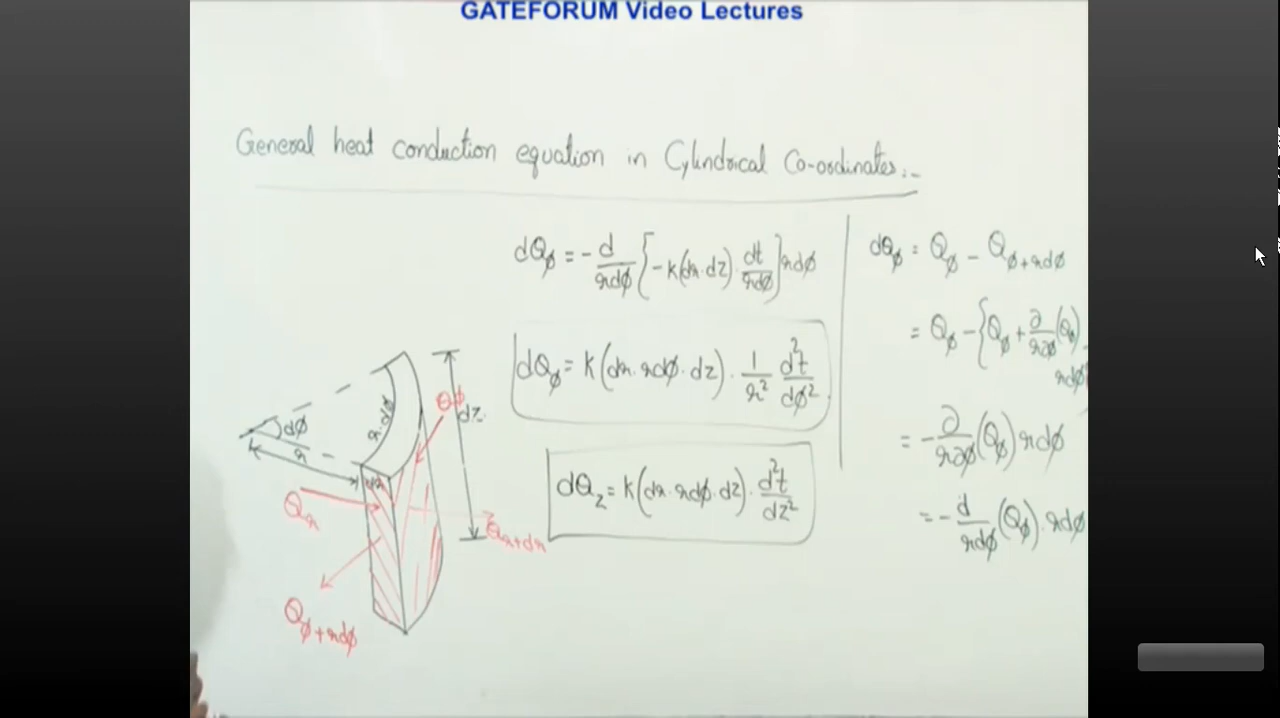 GATEFORUM Video Lectures
General heat conduction equation in Cylindrical Co-ordinates:-
dQϕ = -d/rdϕ [-k(dr·dz)·dt/rdϕ] rdϕ
dQϕ = k(dr·rdϕ·dz)·1/r² d²t/dϕ²
dQz = k(dr·rdϕ·dz)·d²t/dz²
dQϕ = Qϕ - Qϕ+rdϕ
= Qϕ - {Qϕ + ∂/r∂ϕ(Qϕ).
rdϕ
= -∂/r∂ϕ(Qϕ) rdϕ
= -d/rdϕ(Qϕ)·rdϕ
dϕ
r
r·dϕ
dr
Qϕ
dz
Qr
Qr+dr
Qϕ+rdϕ